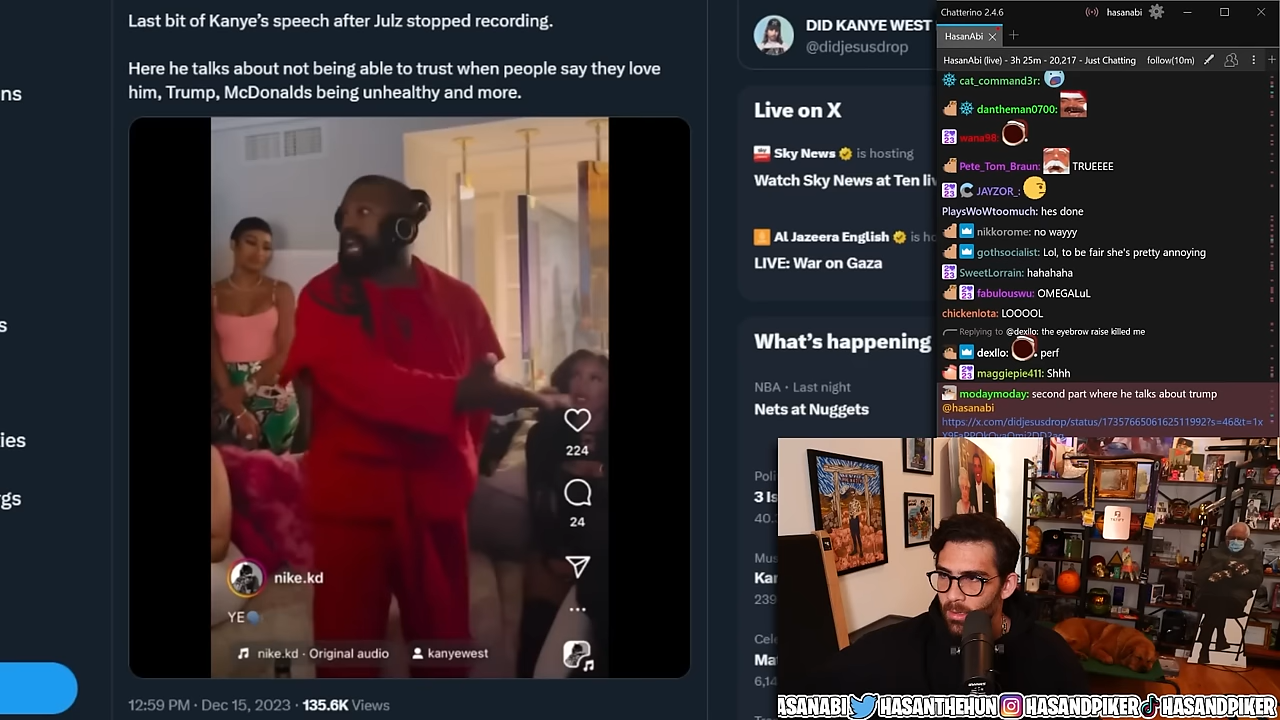 Last bit of Kanye's speech after Julz stopped recording.
Here he talks about not being able to trust when people say they love
him, Trump, McDonalds being unhealthy and more.
224
24
nike.kd
YE
nike.kd · Original audio
kanyewest
12:59 PM · Dec 15, 2023 · 135.6K Views
DID KANYE WEST
@didjesusdrop
Live on X
Sky News is hosting
Watch Sky News at Ten li
Al Jazeera English is ho
LIVE: War on Gaza
What's happening
NBA · Last night
Nets at Nuggets
Chatterino 2.4.6
hasanabi
HasanAbi
HasanAbi (live) - 3h 25m - 20,217 - Just Chatting
follow(10m)
cat_command3r:
dantheman0700:
wana98:
Pete_Tom_Braun: TRUEEEE
JAYZOR_:
PlaysWoWtoomuch: hes done
nikkorome: no wayyy
gothsocialist: Lol, to be fair she's pretty annoying
SweetLorrain: hahahaha
fabulouswu: OMEGALuL
chickenlota: LOOOOL
Replying to @dexllo: the eyebrow raise killed me
dexllo: perf
maggiepie411: Shhh
modaymoday: second part where he talks about trump
@hasanabi
https://x.com/didjesusdrop/status/1735766506162511992?s=46&t=1x
ASANABI HASANTHEHUN HASANDPIKER HASANDPIKER